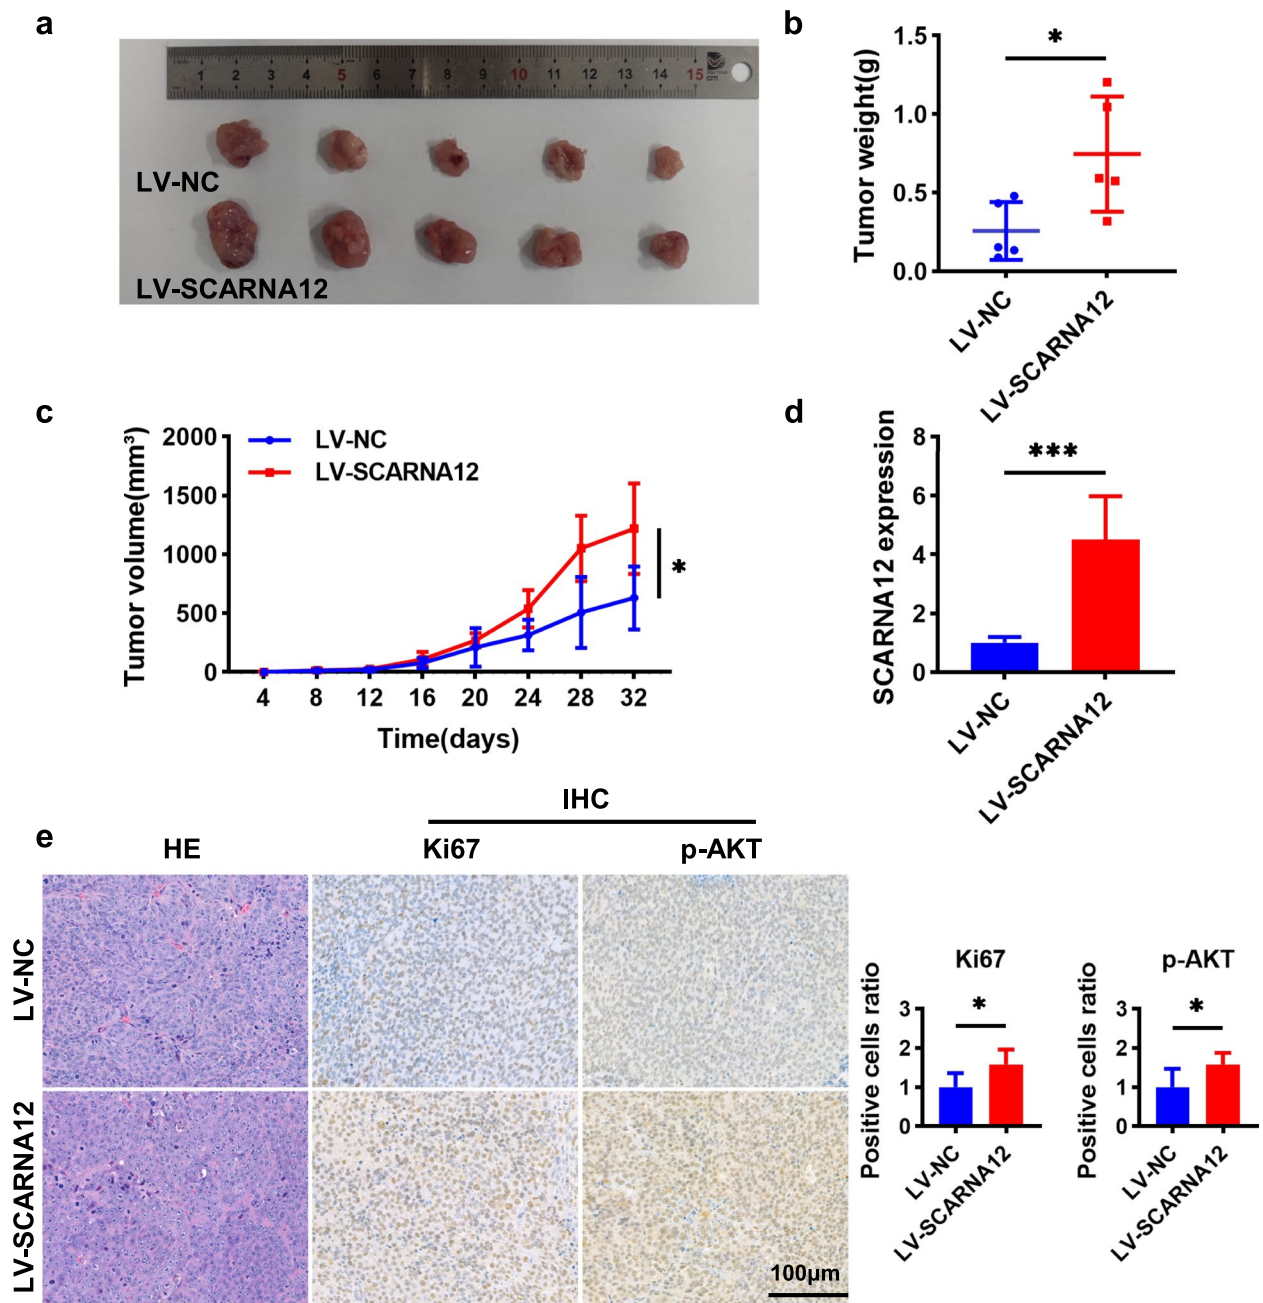 a
1 2 3 4 5 6 7 8 9 10 11 12 13 14 15
cm
LV-NC
LV-SCARNA12
b
Tumor weight(g)
1.5
1.0
0.5
0.0
*
LV-NC
LV-SCARNA12
c
Tumor volume(mm³)
2000
1500
1000
500
0
LV-NC
LV-SCARNA12
*
4 8 12 16 20 24 28 32
Time(days)
d
SCARNA12 expression
8
6
4
2
0
***
LV-NC
LV-SCARNA12
e
IHC
HE Ki67 p-AKT
LV-NC
LV-SCARNA12
100μm
Ki67
Positive cells ratio
3
2
1
0
*
LV-NC
LV-SCARNA12
p-AKT
Positive cells ratio
3
2
1
0
*
LV-NC
LV-SCARNA12